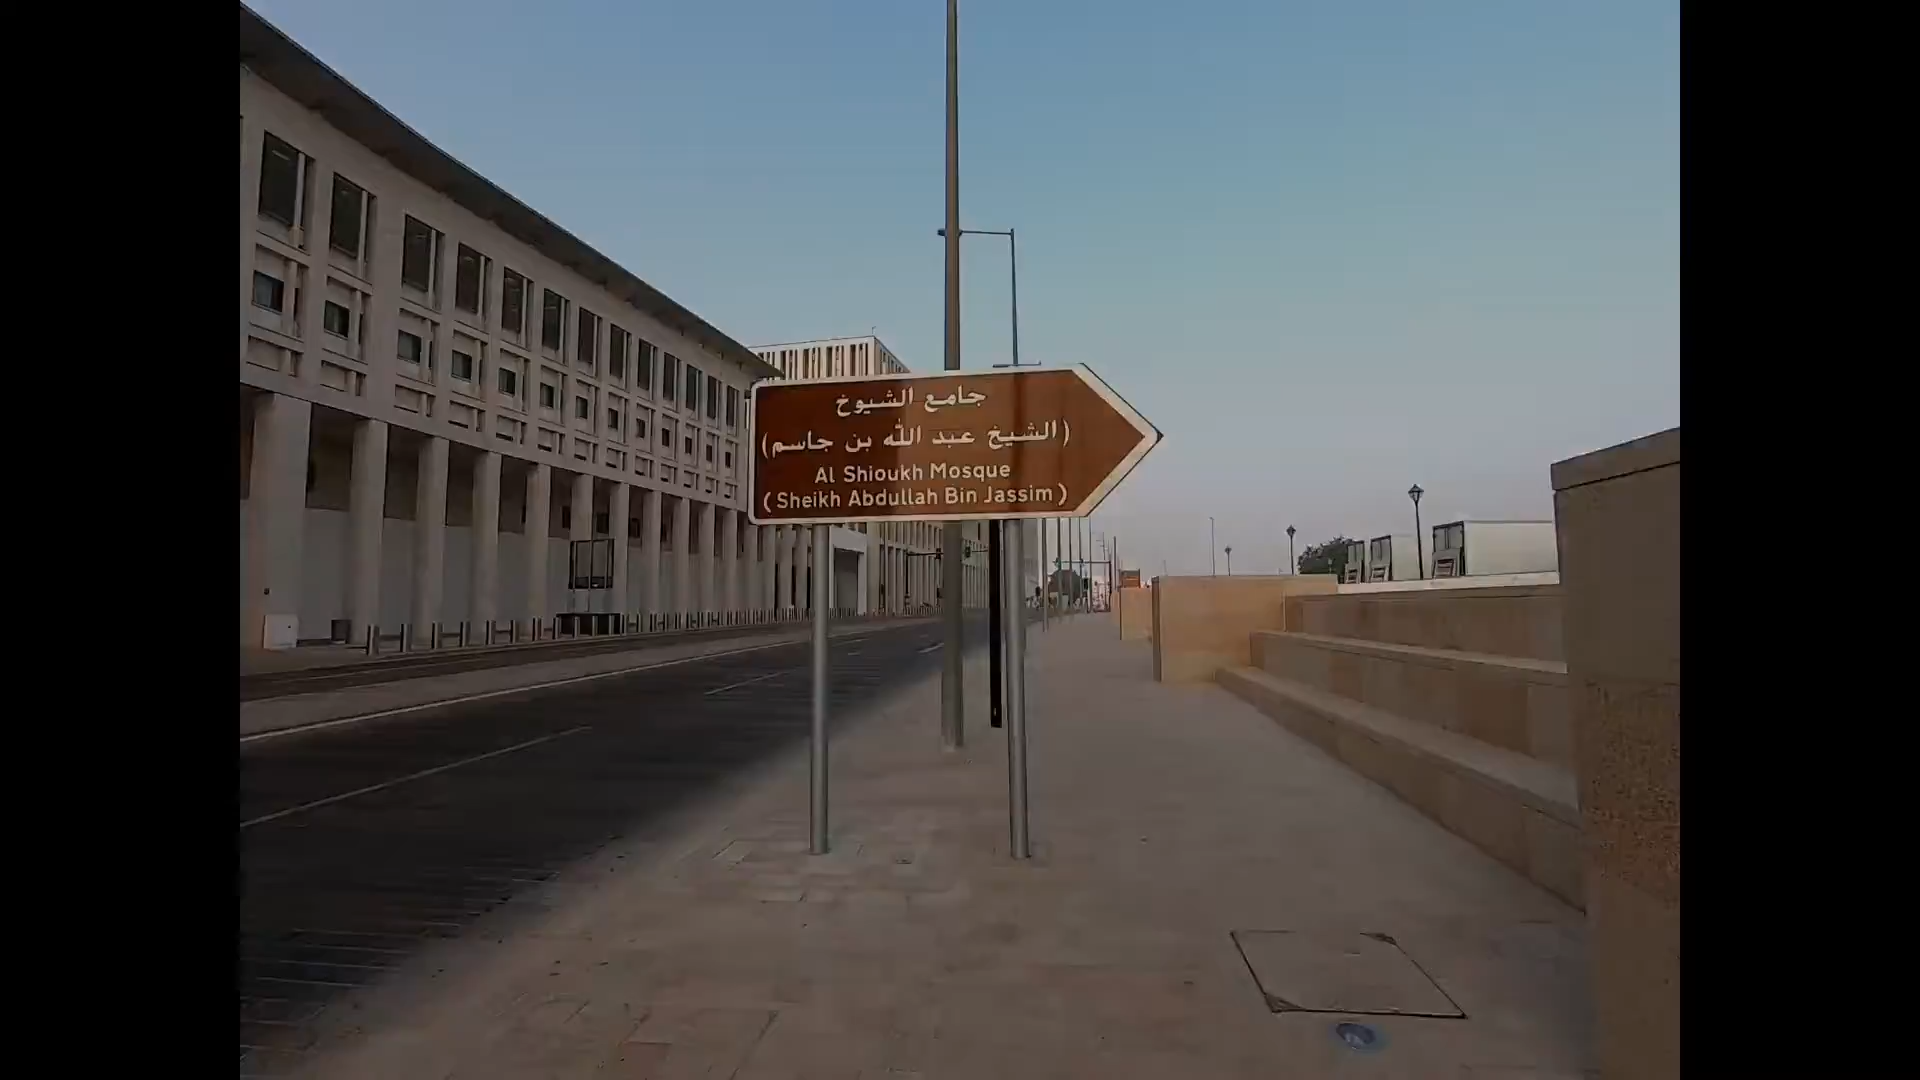 جامع الشيوخ
(الشيخ عبد الله بن جاسم)
Al Shioukh Mosque
(Sheikh Abdullah Bin Jassim)